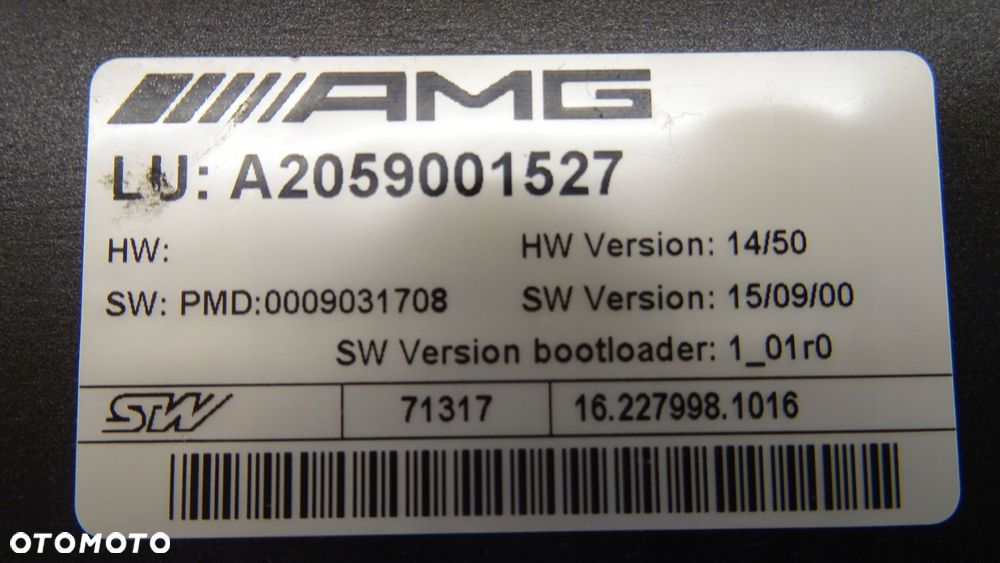 AMG
LU: A2059001527
HW: HW Version: 14/50
SW: PMD:0009031708 SW Version: 15/09/00
SW Version bootloader: 1_01r0
STW 71317 16.227998.1016
OTOMOTO